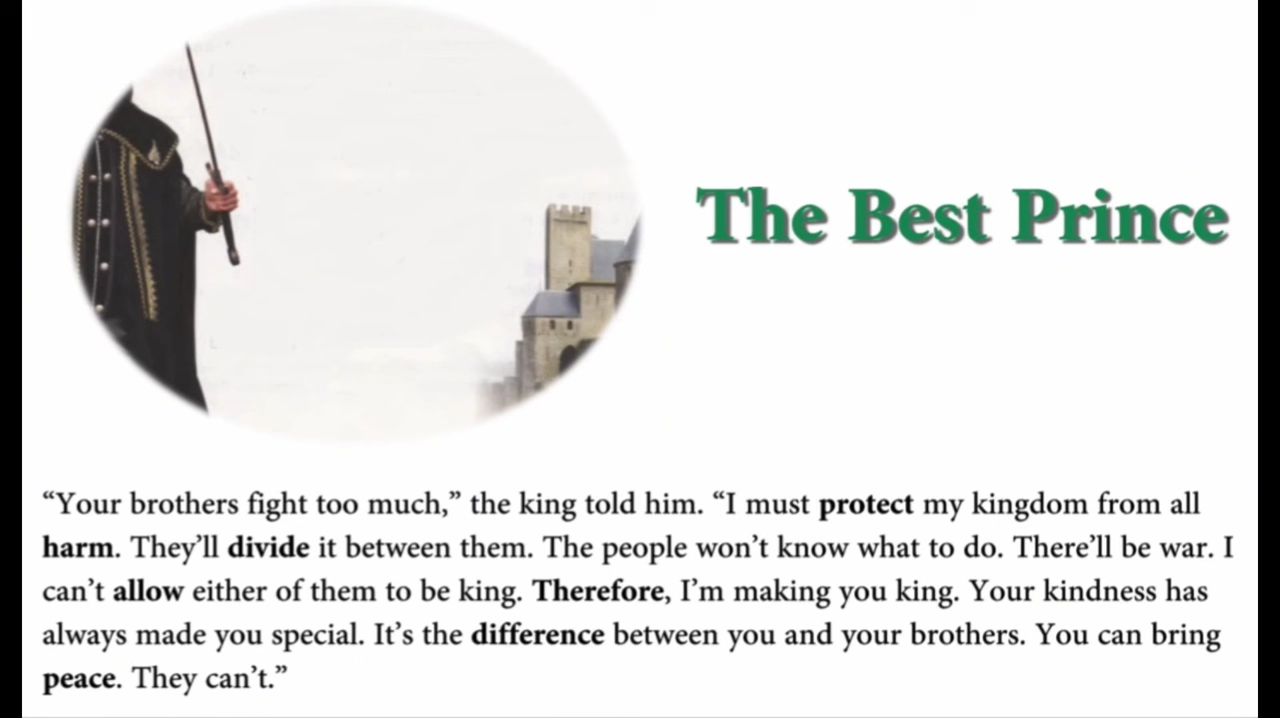 The Best Prince
“Your brothers fight too much,” the king told him. “I must protect my kingdom from all
harm. They’ll divide it between them. The people won’t know what to do. There’ll be war. I
can’t allow either of them to be king. Therefore, I’m making you king. Your kindness has
always made you special. It’s the difference between you and your brothers. You can bring
peace. They can’t.”